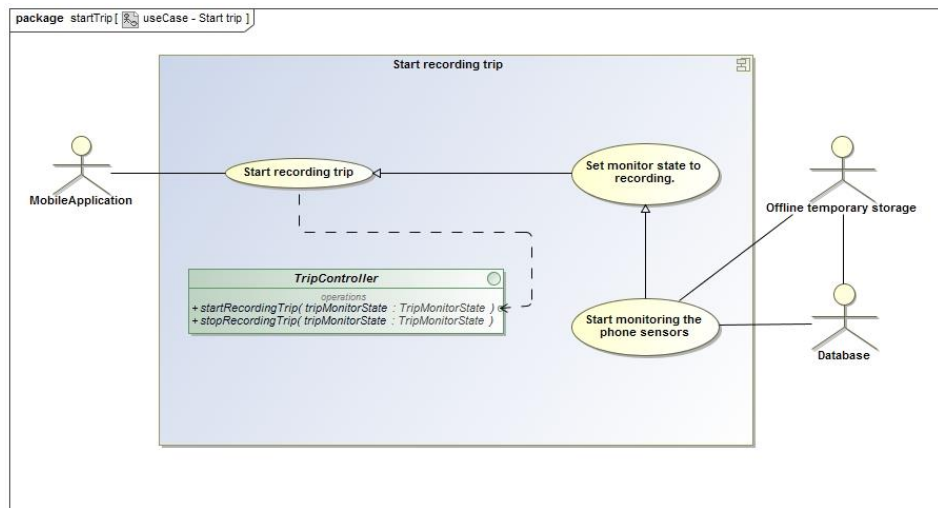 package startTrip[ useCase - Start trip ]
Start recording trip
MobileApplication
Start recording trip
Set monitor state to
recording.
Offline temporary storage
TripController
operations
+ startRecordingTrip( tripMonitorState : TripMonitorState )
+ stopRecordingTrip( tripMonitorState : TripMonitorState )
Start monitoring the
phone sensors
Database